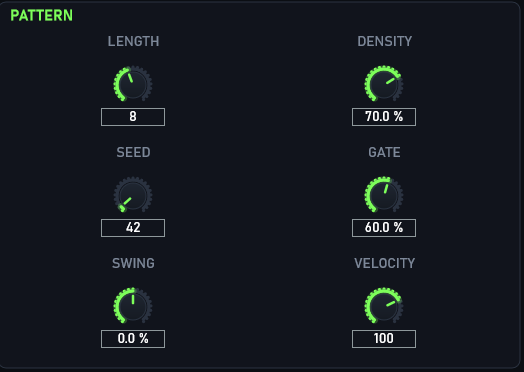 PATTERN
LENGTH DENSITY
8 70.0 %
SEED GATE
42 60.0 %
SWING VELOCITY
0.0 % 100